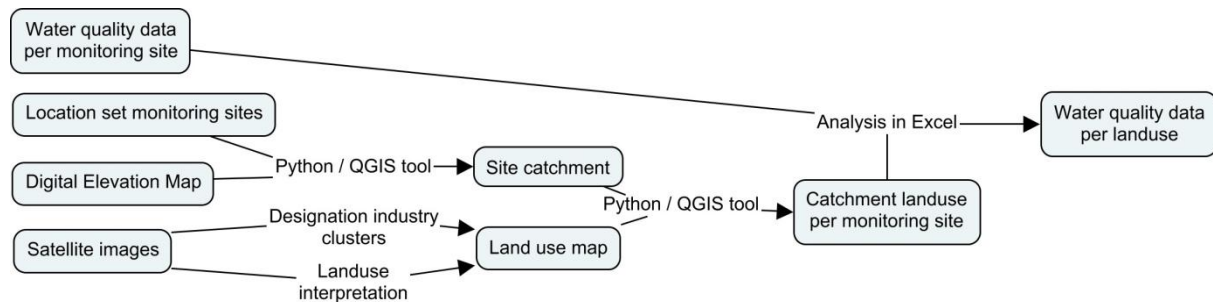 Water quality data
per monitoring site
Location set monitoring sites
Digital Elevation Map
Satellite images
Python / QGIS tool
Designation industry
clusters
Landuse
interpretation
Site catchment
Land use map
Python / QGIS tool
Analysis in Excel
Catchment landuse
per monitoring site
Water quality data
per landuse